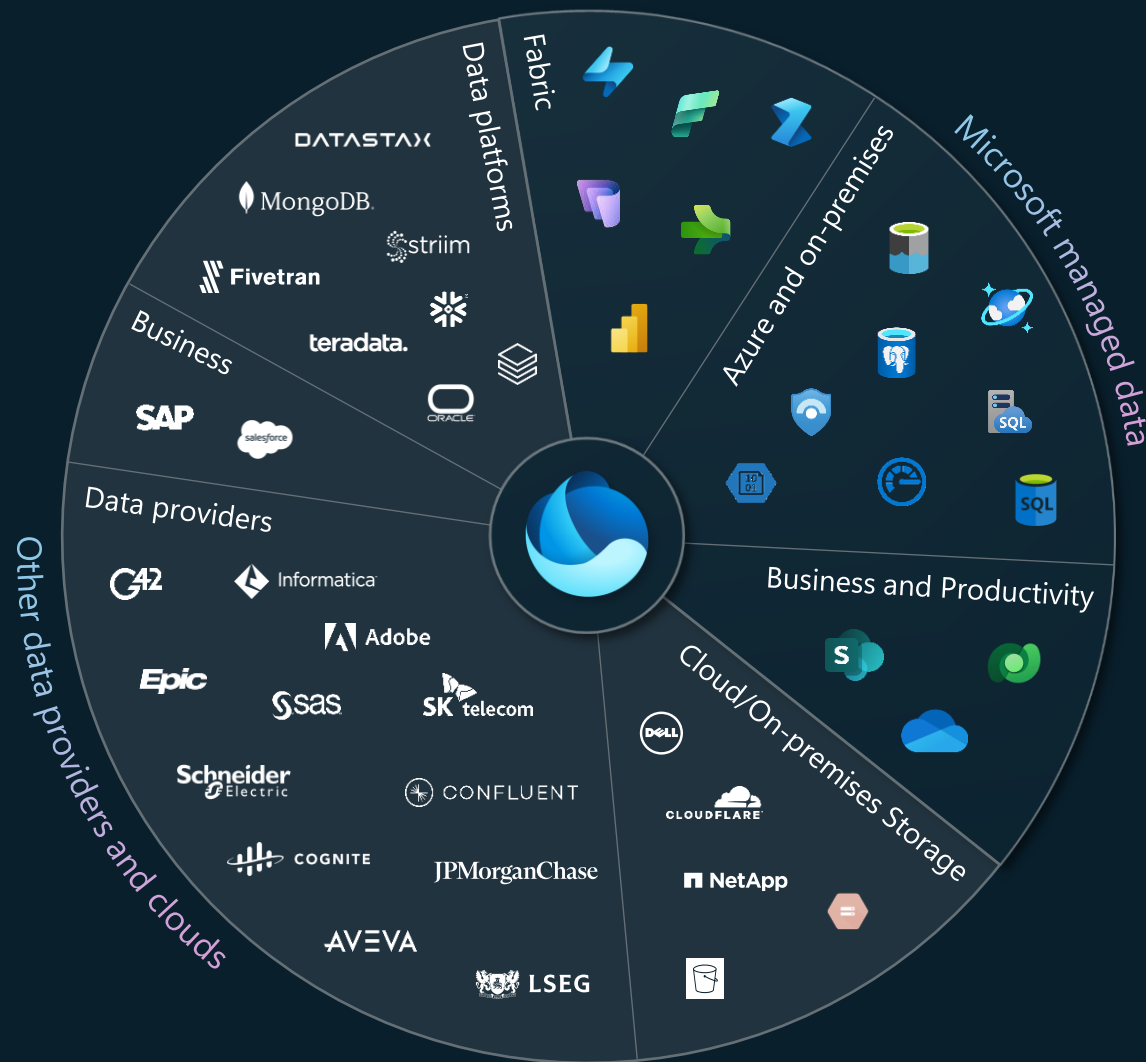 Fabric
Azure and on-premises
SQL
SQL
10
01
Microsoft managed data
Business and Productivity
S
Cloud/On-premises Storage
DELL
CLOUDFLARE
NetApp
Data providers
G42
Informatica
Adobe
Epic
sas
SK telecom
Schneider
Electric
CONFLUENT
COGNITE
JPMorganChase
AVEVA
LSEG
Other data providers and clouds
Business
SAP
salesforce
Data platforms
DATASTAX
MongoDB
striim
Fivetran
teradata.
ORACLE